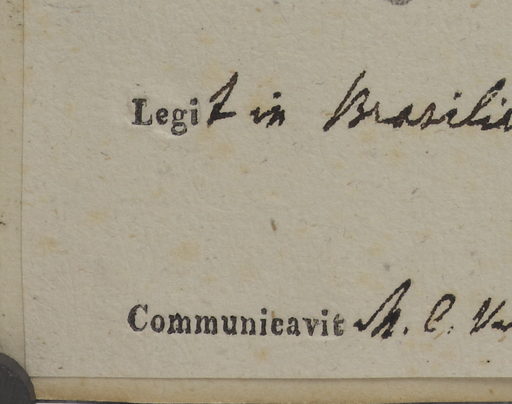 Legit in Brasilia
Communicavit M. C. V